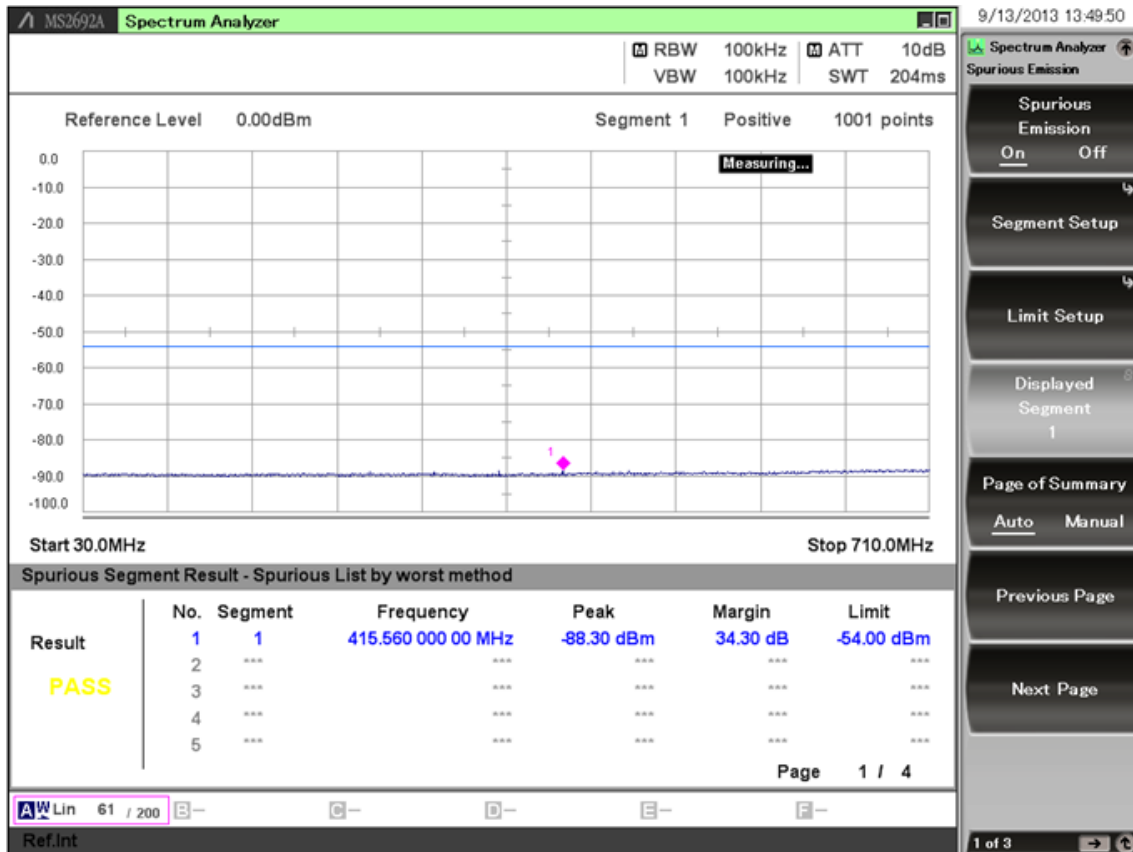 MS2692A Spectrum Analyzer
9/13/2013 13:49:50
RBW 100kHz ATT 10dB
VBW 100kHz SWT 204ms
Reference Level 0.00dBm Segment 1 Positive 1001 points
Measuring...
0.0
-10.0
-20.0
-30.0
-40.0
-50.0
-60.0
-70.0
-80.0
-90.0
-100.0
1
Start 30.0MHz Stop 710.0MHz
Spurious Segment Result - Spurious List by worst method
Result
PASS
No. Segment Frequency Peak Margin Limit
1 1 415.560 000 00 MHz -88.30 dBm 34.30 dB -54.00 dBm
2 *** *** *** *** ***
3 *** *** *** *** ***
4 *** *** *** *** ***
5 *** *** *** *** ***
Page 1 / 4
A W Lin 61 / 200 B- C- D- E- F-
Ref.Int
Spectrum Analyzer
Spurious Emission
Spurious
Emission
On Off
Segment Setup
Limit Setup
Displayed
Segment
1
Page of Summary
Auto Manual
Previous Page
Next Page
1 of 3